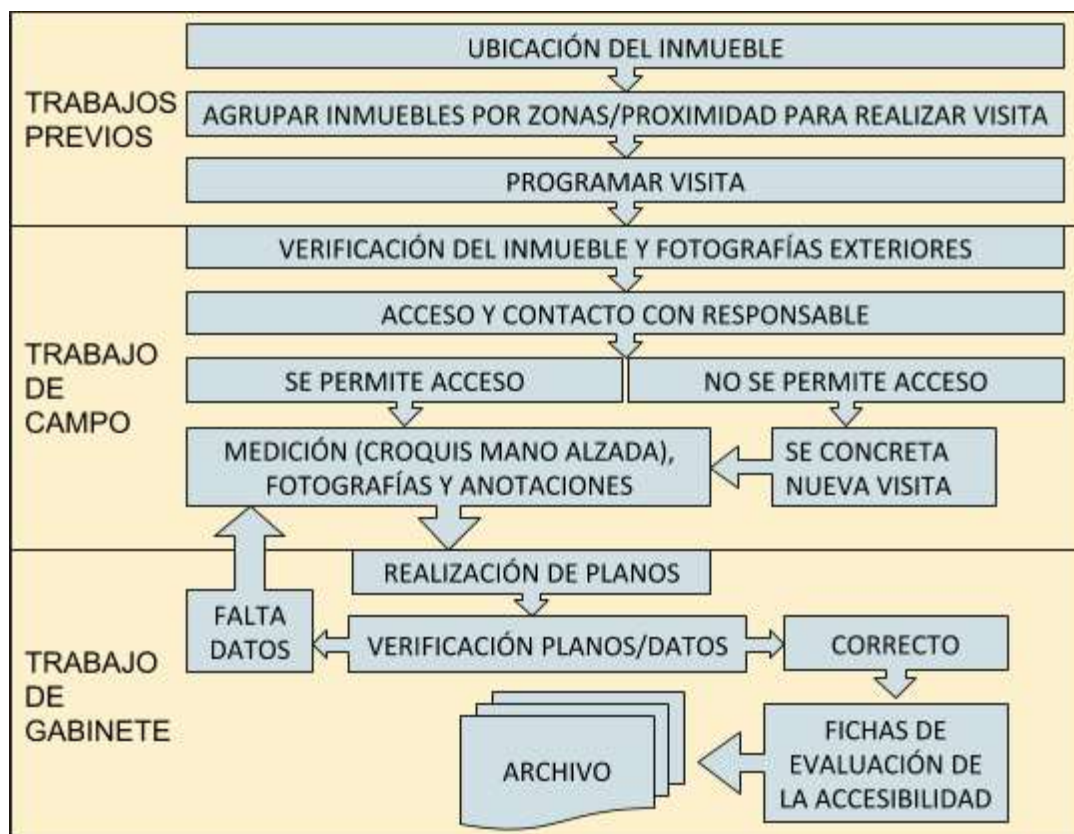 TRABAJOS
PREVIOS
UBICACIÓN DEL INMUEBLE
AGRUPAR INMUEBLES POR ZONAS/PROXIMIDAD PARA REALIZAR VISITA
PROGRAMAR VISITA
TRABAJO
DE
CAMPO
VERIFICACIÓN DEL INMUEBLE Y FOTOGRAFÍAS EXTERIORES
ACCESO Y CONTACTO CON RESPONSABLE
SE PERMITE ACCESO
NO SE PERMITE ACCESO
MEDICIÓN (CROQUIS MANO ALZADA),
FOTOGRAFÍAS Y ANOTACIONES
SE CONCRETA
NUEVA VISITA
TRABAJO
DE
GABINETE
REALIZACIÓN DE PLANOS
FALTA
DATOS
VERIFICACIÓN PLANOS/DATOS
CORRECTO
FICHAS DE
EVALUACIÓN DE
LA ACCESIBILIDAD
ARCHIVO